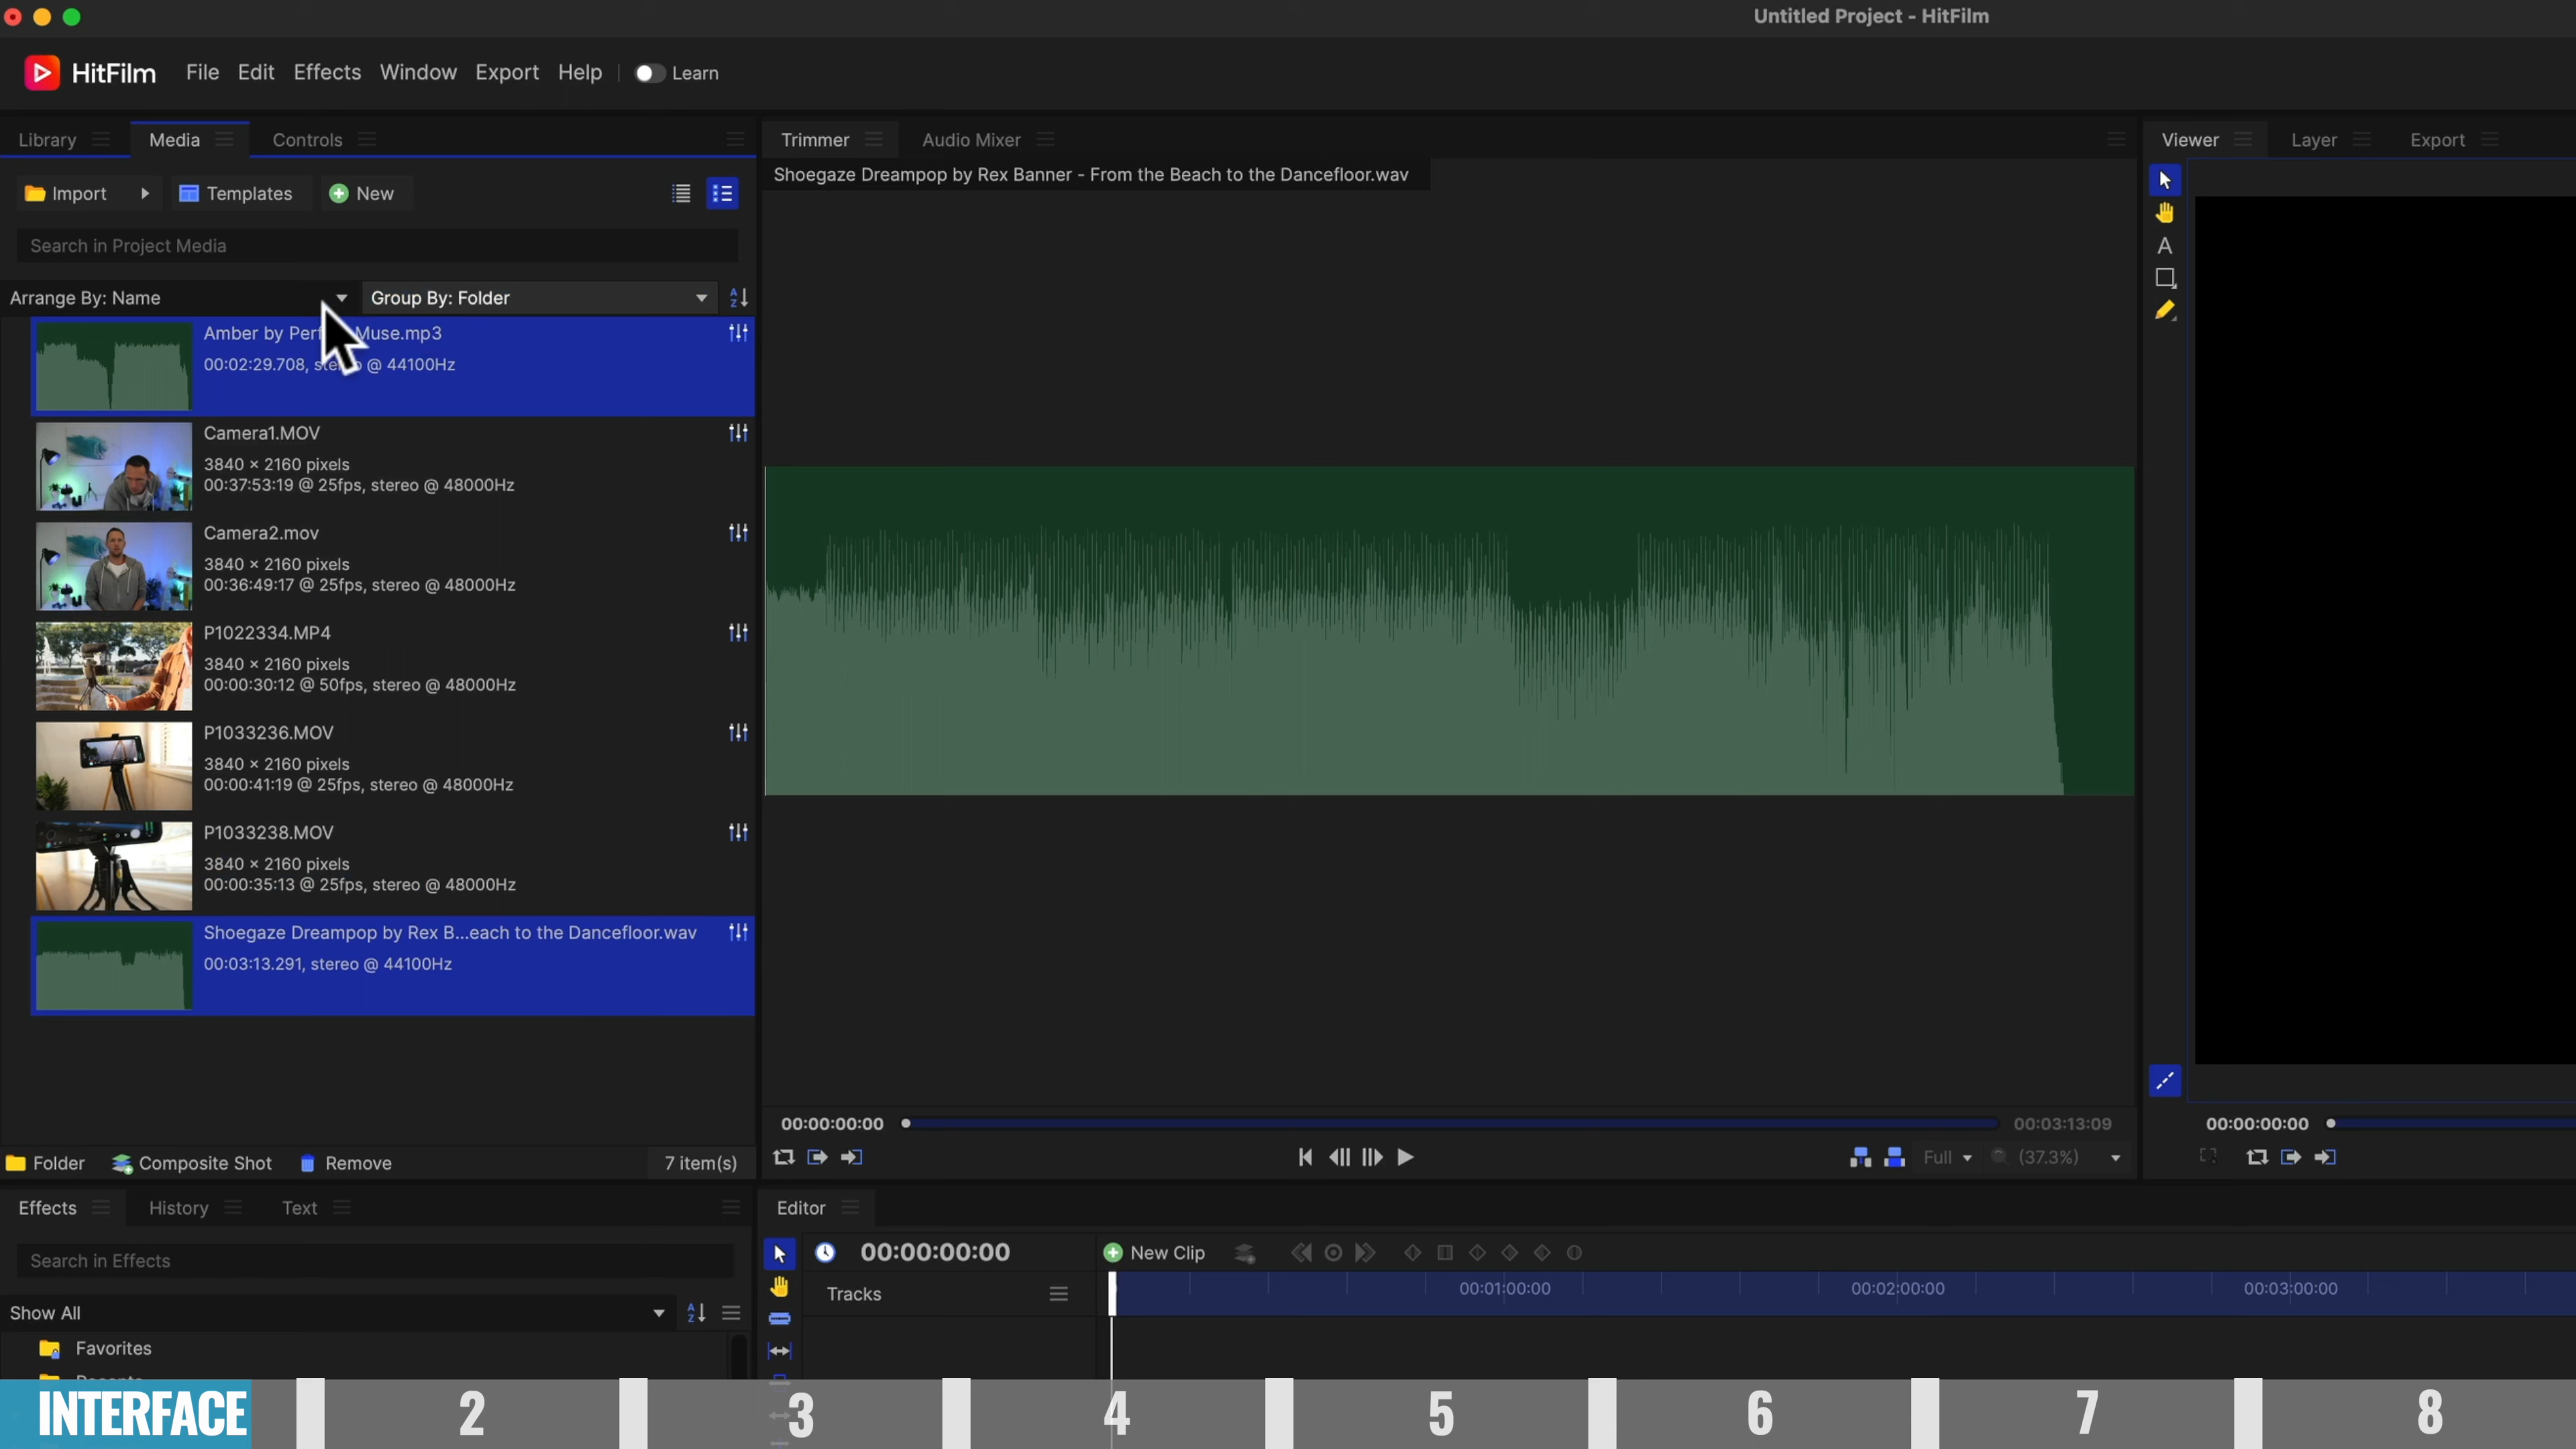 Untitled Project - HitFilm
HitFilm File Edit Effects Window Export Help Learn
Library Media Controls
Trimmer Audio Mixer
Viewer Layer Export
Shoegaze Dreampop by Rex Banner - From the Beach to the Dancefloor.wav
Import Templates New
Search in Project Media
Arrange By: Name Group By: Folder
Amber by Muse.mp3
00:02:29.708, @ 44100Hz
Camera1.MOV
3840 × 2160 pixels
00:37:53:19 @ 25fps, stereo @ 48000Hz
Camera2.mov
3840 × 2160 pixels
00:36:49:17 @ 25fps, stereo @ 48000Hz
P1022334.MP4
3840 × 2160 pixels
00:00:30:12 @ 50fps, stereo @ 48000Hz
P1033236.MOV
3840 × 2160 pixels
00:00:41:19 @ 25fps, stereo @ 48000Hz
P1033238.MOV
3840 × 2160 pixels
00:00:35:13 @ 25fps, stereo @ 48000Hz
Shoegaze Dreampop by Rex B...each to the Dancefloor.wav
00:03:13.291, stereo @ 44100Hz
A
00:00:00:00 00:03:13:09
00:00:00:00
Folder Composite Shot Remove 7 item(s)
Full (37.3%)
Effects History Text
Editor
Search in Effects
00:00:00:00 New Clip
Tracks
00:01:00:00 00:02:00:00 00:03:00:00
Show All
Favorites
INTERFACE 2 3 4 5 6 7 8